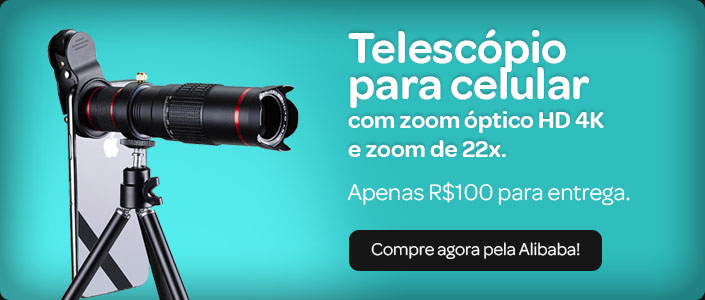 Telescópio
para celular
com zoom óptico HD 4K
e zoom de 22x.
Apenas R$100 para entrega.
Compre agora pela Alibaba!